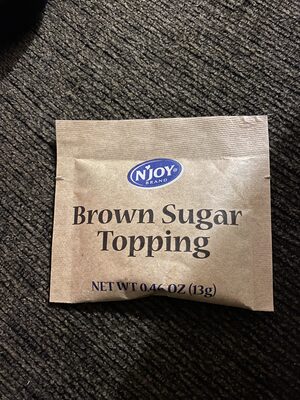 N'JOY
BRAND
Brown Sugar
Topping
NET WT 0.46 OZ (13g)